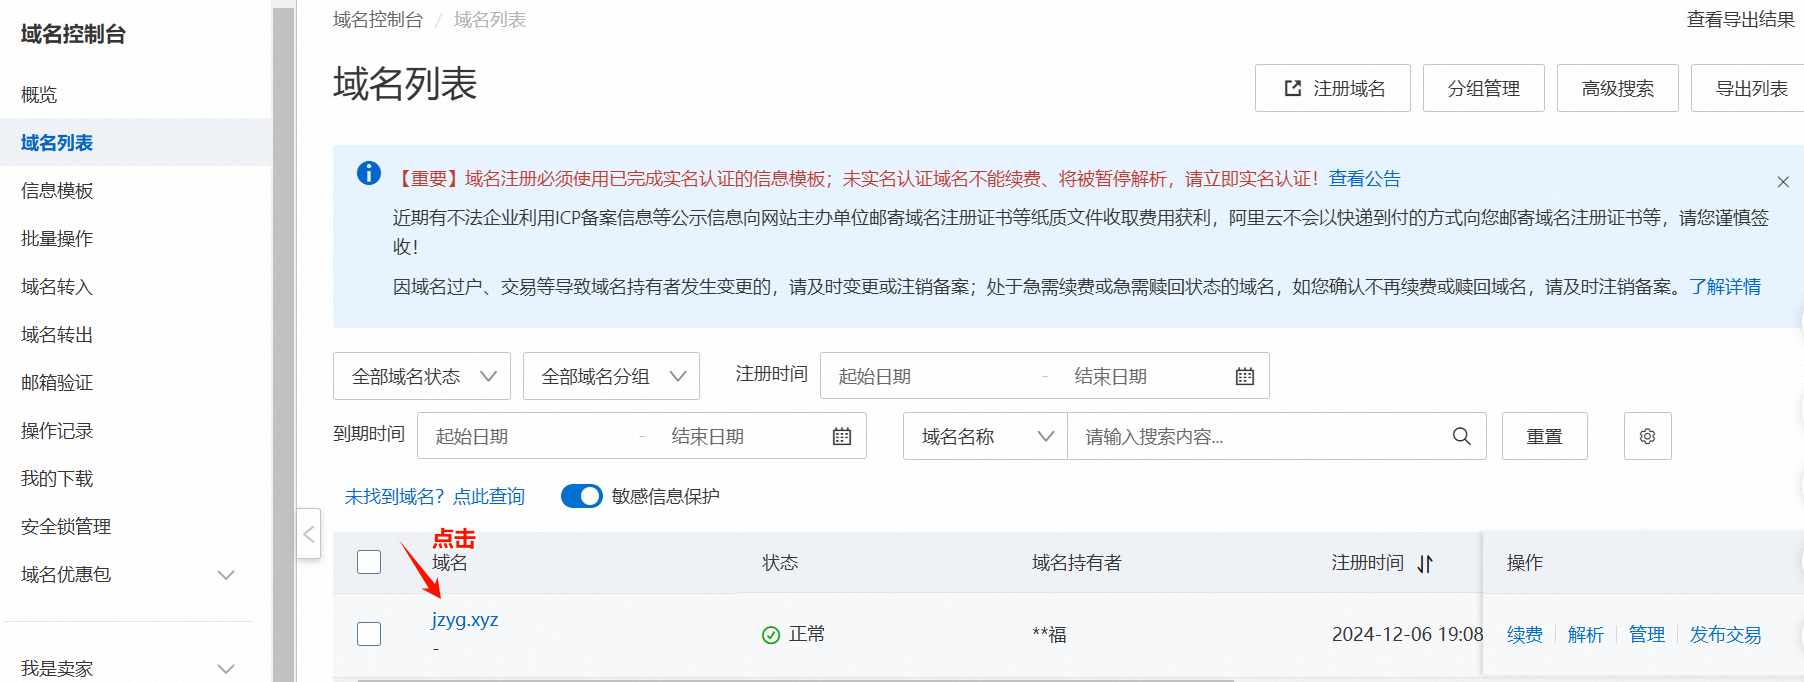 域名控制台
概览
域名列表
信息模板
批量操作
域名转入
域名转出
邮箱验证
操作记录
我的下载
安全锁管理
域名优惠包
我是卖家
域名控制台 / 域名列表
查看导出结果
域名列表
注册域名
分组管理
高级搜索
导出列表
【重要】域名注册必须使用已完成实名认证的信息模板；未实名认证域名不能续费、将被暂停解析，请立即实名认证！查看公告
近期有不法企业利用ICP备案信息等公示信息向网站主办单位邮寄域名注册证书等纸质文件收取费用获利，阿里云不会以快递到付的方式向您邮寄域名注册证书等，请您谨慎签
收！
因域名过户、交易等导致域名持有者发生变更的，请及时变更或注销备案；处于急需续费或急需赎回状态的域名，如您确认不再续费或赎回域名，请及时注销备案。了解详情
全部域名状态 全部域名分组 注册时间 起始日期 - 结束日期
到期时间 起始日期 - 结束日期 域名名称 请输入搜索内容... 重置
未找到域名？点此查询 敏感信息保护
点击
域名 状态 域名持有者 注册时间 操作
jzyg.xyz 正常 **福 2024-12-06 19:08 续费 解析 管理 发布交易
-